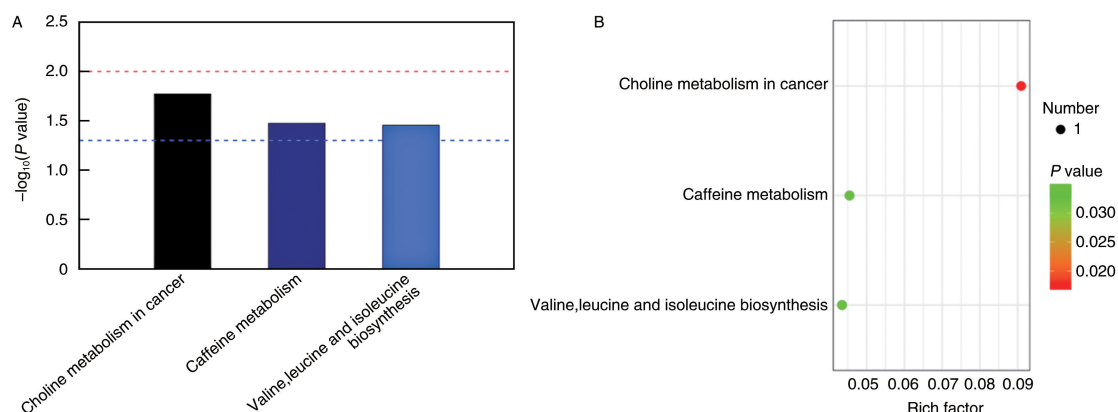 A
2.5
2.0
1.5
1.0
0.5
0
−log₁₀(P value)
Choline metabolism in cancer
Caffeine metabolism
Valine,leucine and isoleucine
biosynthesis
B
Choline metabolism in cancer
Caffeine metabolism
Valine,leucine and isoleucine biosynthesis
0.05 0.06 0.07 0.08 0.09
Rich factor
Number
1
P value
0.030
0.025
0.020